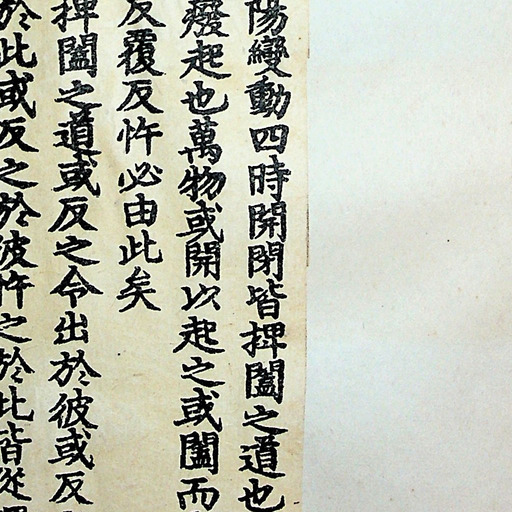 陽變動四時開閉皆捭闔之道也
廢起也萬物或開以起之或闔而
反覆反忤必由此矣
捭闔之道或反之令出於彼或反
於此或反之於彼忤之於此皆從